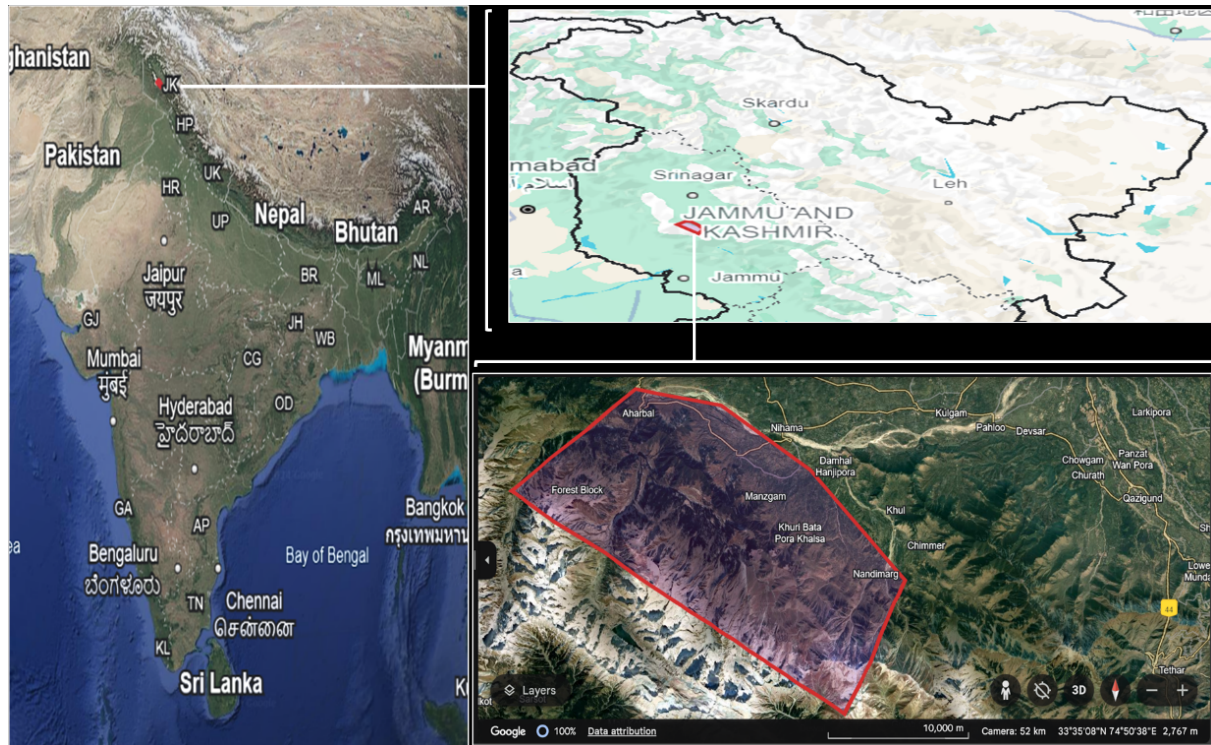 ghanistan
JK
HP
Pakistan
UK
HR
Nepal
AR
UP
Bhutan
NL
Jaipur
जयपुर
BR
ML
GJ
JH
WB
Mumbai
मुंबई
CG
Myanm
(Burm
Hyderabad
హైదరాబాద్
OD
GA
AP
Bangkok
กรุงเทพมหาน
Bengaluru
ಬೆಂಗಳೂರು
Bay of Bengal
TN
Chennai
சென்னை
KL
Sri Lanka
Skardu
mabad
Srinagar
Leh
JAMMU AND
KASHMIR
Jammu
Aharbal
Nihama
Kulgam
Pahloo
Devsar
Larkipora
Damhal
Hanjipora
Chowgam
Churath
Panzat
Wan Pora
Qazigund
Forest Block
Manzgam
Khul
Khuri Bata
Pora Khalsa
Chimmer
Nandimarg
Lowe
Munda
44
Tethar
Layers
3D
Google
100%
Data attribution
10,000 m
Camera: 52 km
33°35'08"N 74°50'38"E
2,767 m